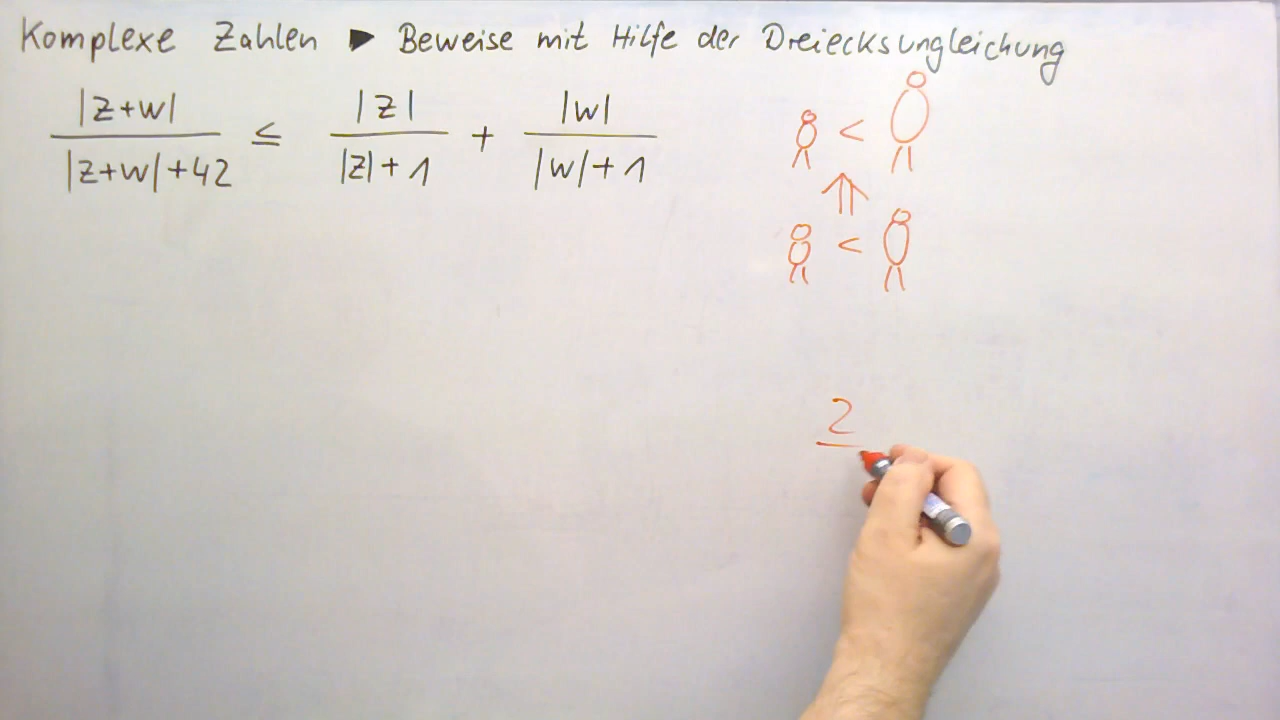 Komplexe Zahlen ▶ Beweise mit Hilfe der Dreiecksungleichung
|z+w| / |z+w|+42 ≤ |z| / |z|+1 + |w| / |w|+1
<
<
2